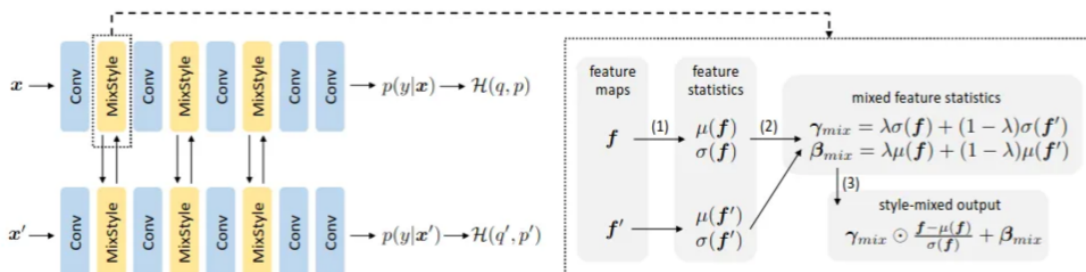 x Conv MixStyle Conv MixStyle Conv MixStyle Conv Conv p(y|x) H(q, p)
x′ Conv MixStyle Conv MixStyle Conv MixStyle Conv Conv p(y|x′) H(q′, p′)
feature
maps
f
f′
(1)
feature
statistics
μ(f)
σ(f)
μ(f′)
σ(f′)
(2)
mixed feature statistics
γmix = λσ(f) + (1 − λ)σ(f′)
βmix = λμ(f) + (1 − λ)μ(f′)
(3)
style-mixed output
γmix ⊙ f−μ(f)/σ(f) + βmix